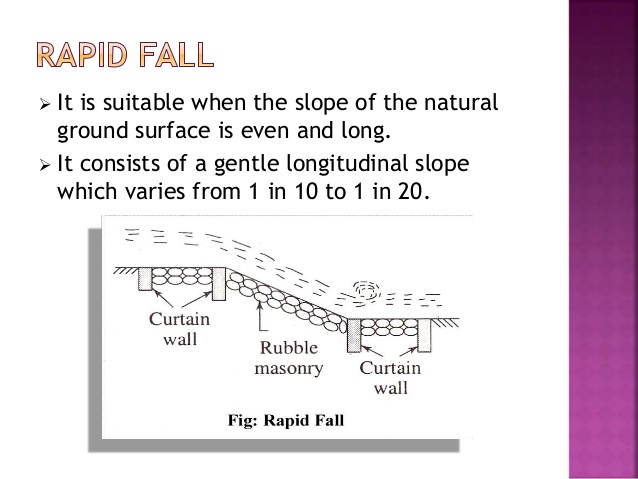 RAPID FALL
➢ It is suitable when the slope of the natural
ground surface is even and long.
➢ It consists of a gentle longitudinal slope
which varies from 1 in 10 to 1 in 20.
Curtain
wall
Rubble
masonry
Curtain
wall
Fig: Rapid Fall